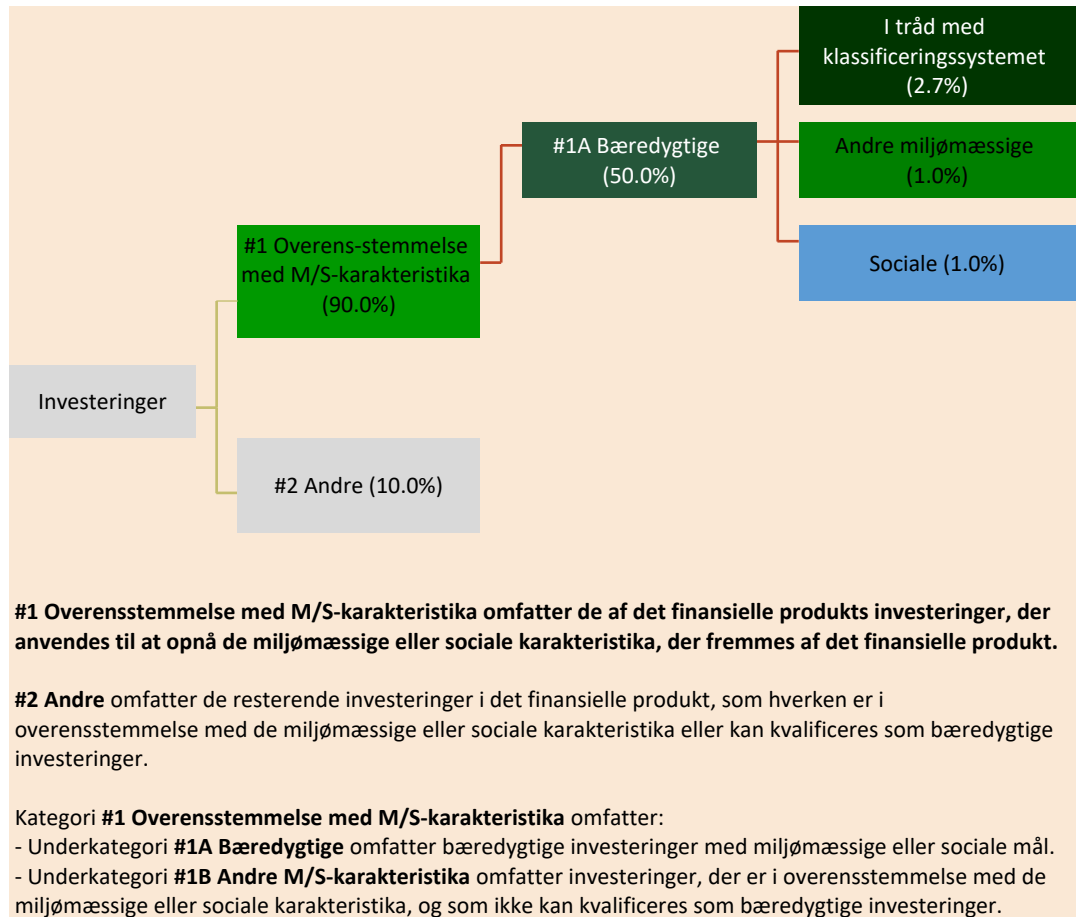 I tråd med
klassificeringssystemet
(2.7%)
#1A Bæredygtige
(50.0%)
Andre miljømæssige
(1.0%)
#1 Overens-stemmelse
med M/S-karakteristika
(90.0%)
Sociale (1.0%)
Investeringer
#2 Andre (10.0%)
#1 Overensstemmelse med M/S-karakteristika omfatter de af det finansielle produkts investeringer, der
anvendes til at opnå de miljømæssige eller sociale karakteristika, der fremmes af det finansielle produkt.
#2 Andre omfatter de resterende investeringer i det finansielle produkt, som hverken er i
overensstemmelse med de miljømæssige eller sociale karakteristika eller kan kvalificeres som bæredygtige
investeringer.
Kategori #1 Overensstemmelse med M/S-karakteristika omfatter:
- Underkategori #1A Bæredygtige omfatter bæredygtige investeringer med miljømæssige eller sociale mål.
- Underkategori #1B Andre M/S-karakteristika omfatter investeringer, der er i overensstemmelse med de
miljømæssige eller sociale karakteristika, og som ikke kan kvalificeres som bæredygtige investeringer.